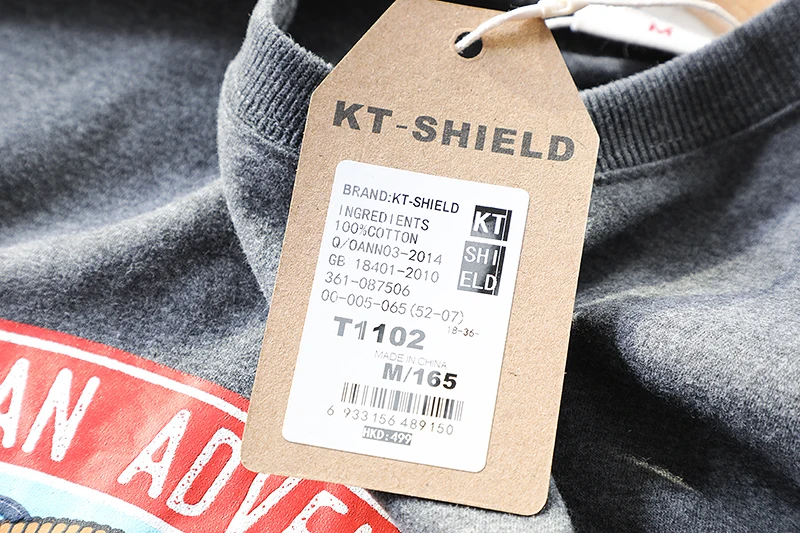 M
KT-SHIELD
BRAND:KT-SHIELD
INGREDIENTS
100%COTTON
Q/OANN03-2014
GB 18401-2010
361-087506
00-005-065(52-07)
KT
SHI
ELD
T1102
18-36-
MADE IN CHINA
M/165
6 933156 489150
HKD:499
AN ADVEN